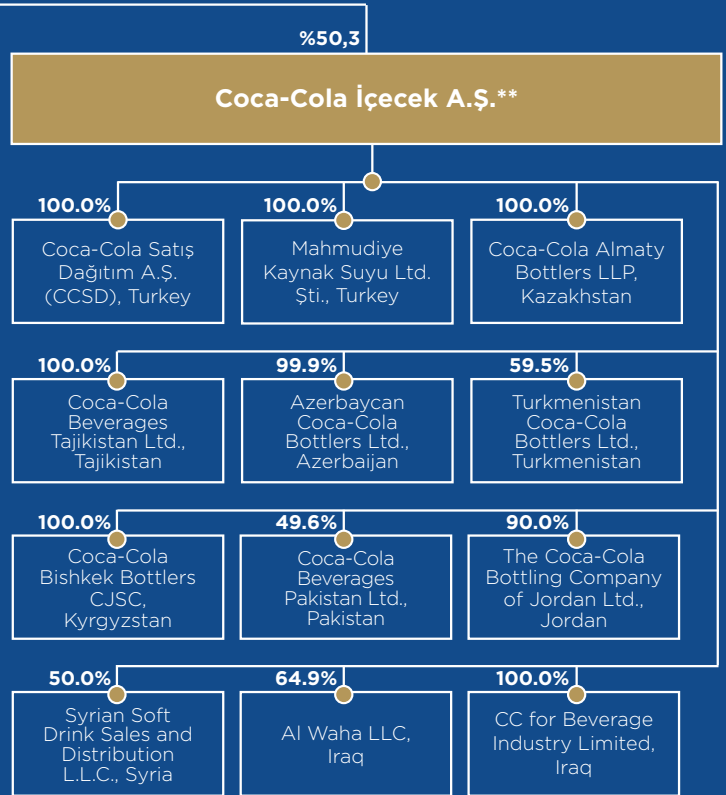 %50,3
Coca-Cola İçecek A.Ş.**
100.0%
Coca-Cola Satış
Dağıtım A.Ş.
(CCSD), Turkey
100.0%
Mahmudiye
Kaynak Suyu Ltd.
Şti., Turkey
100.0%
Coca-Cola Almaty
Bottlers LLP,
Kazakhstan
100.0%
Coca-Cola
Beverages
Tajikistan Ltd.,
Tajikistan
99.9%
Azerbaycan
Coca-Cola
Bottlers Ltd.,
Azerbaijan
59.5%
Turkmenistan
Coca-Cola
Bottlers Ltd.,
Turkmenistan
100.0%
Coca-Cola
Bishkek Bottlers
CJSC,
Kyrgyzstan
49.6%
Coca-Cola
Beverages
Pakistan Ltd.,
Pakistan
90.0%
The Coca-Cola
Bottling Company
of Jordan Ltd.,
Jordan
50.0%
Syrian Soft
Drink Sales and
Distribution
L.L.C., Syria
64.9%
Al Waha LLC,
Iraq
100.0%
CC for Beverage
Industry Limited,
Iraq